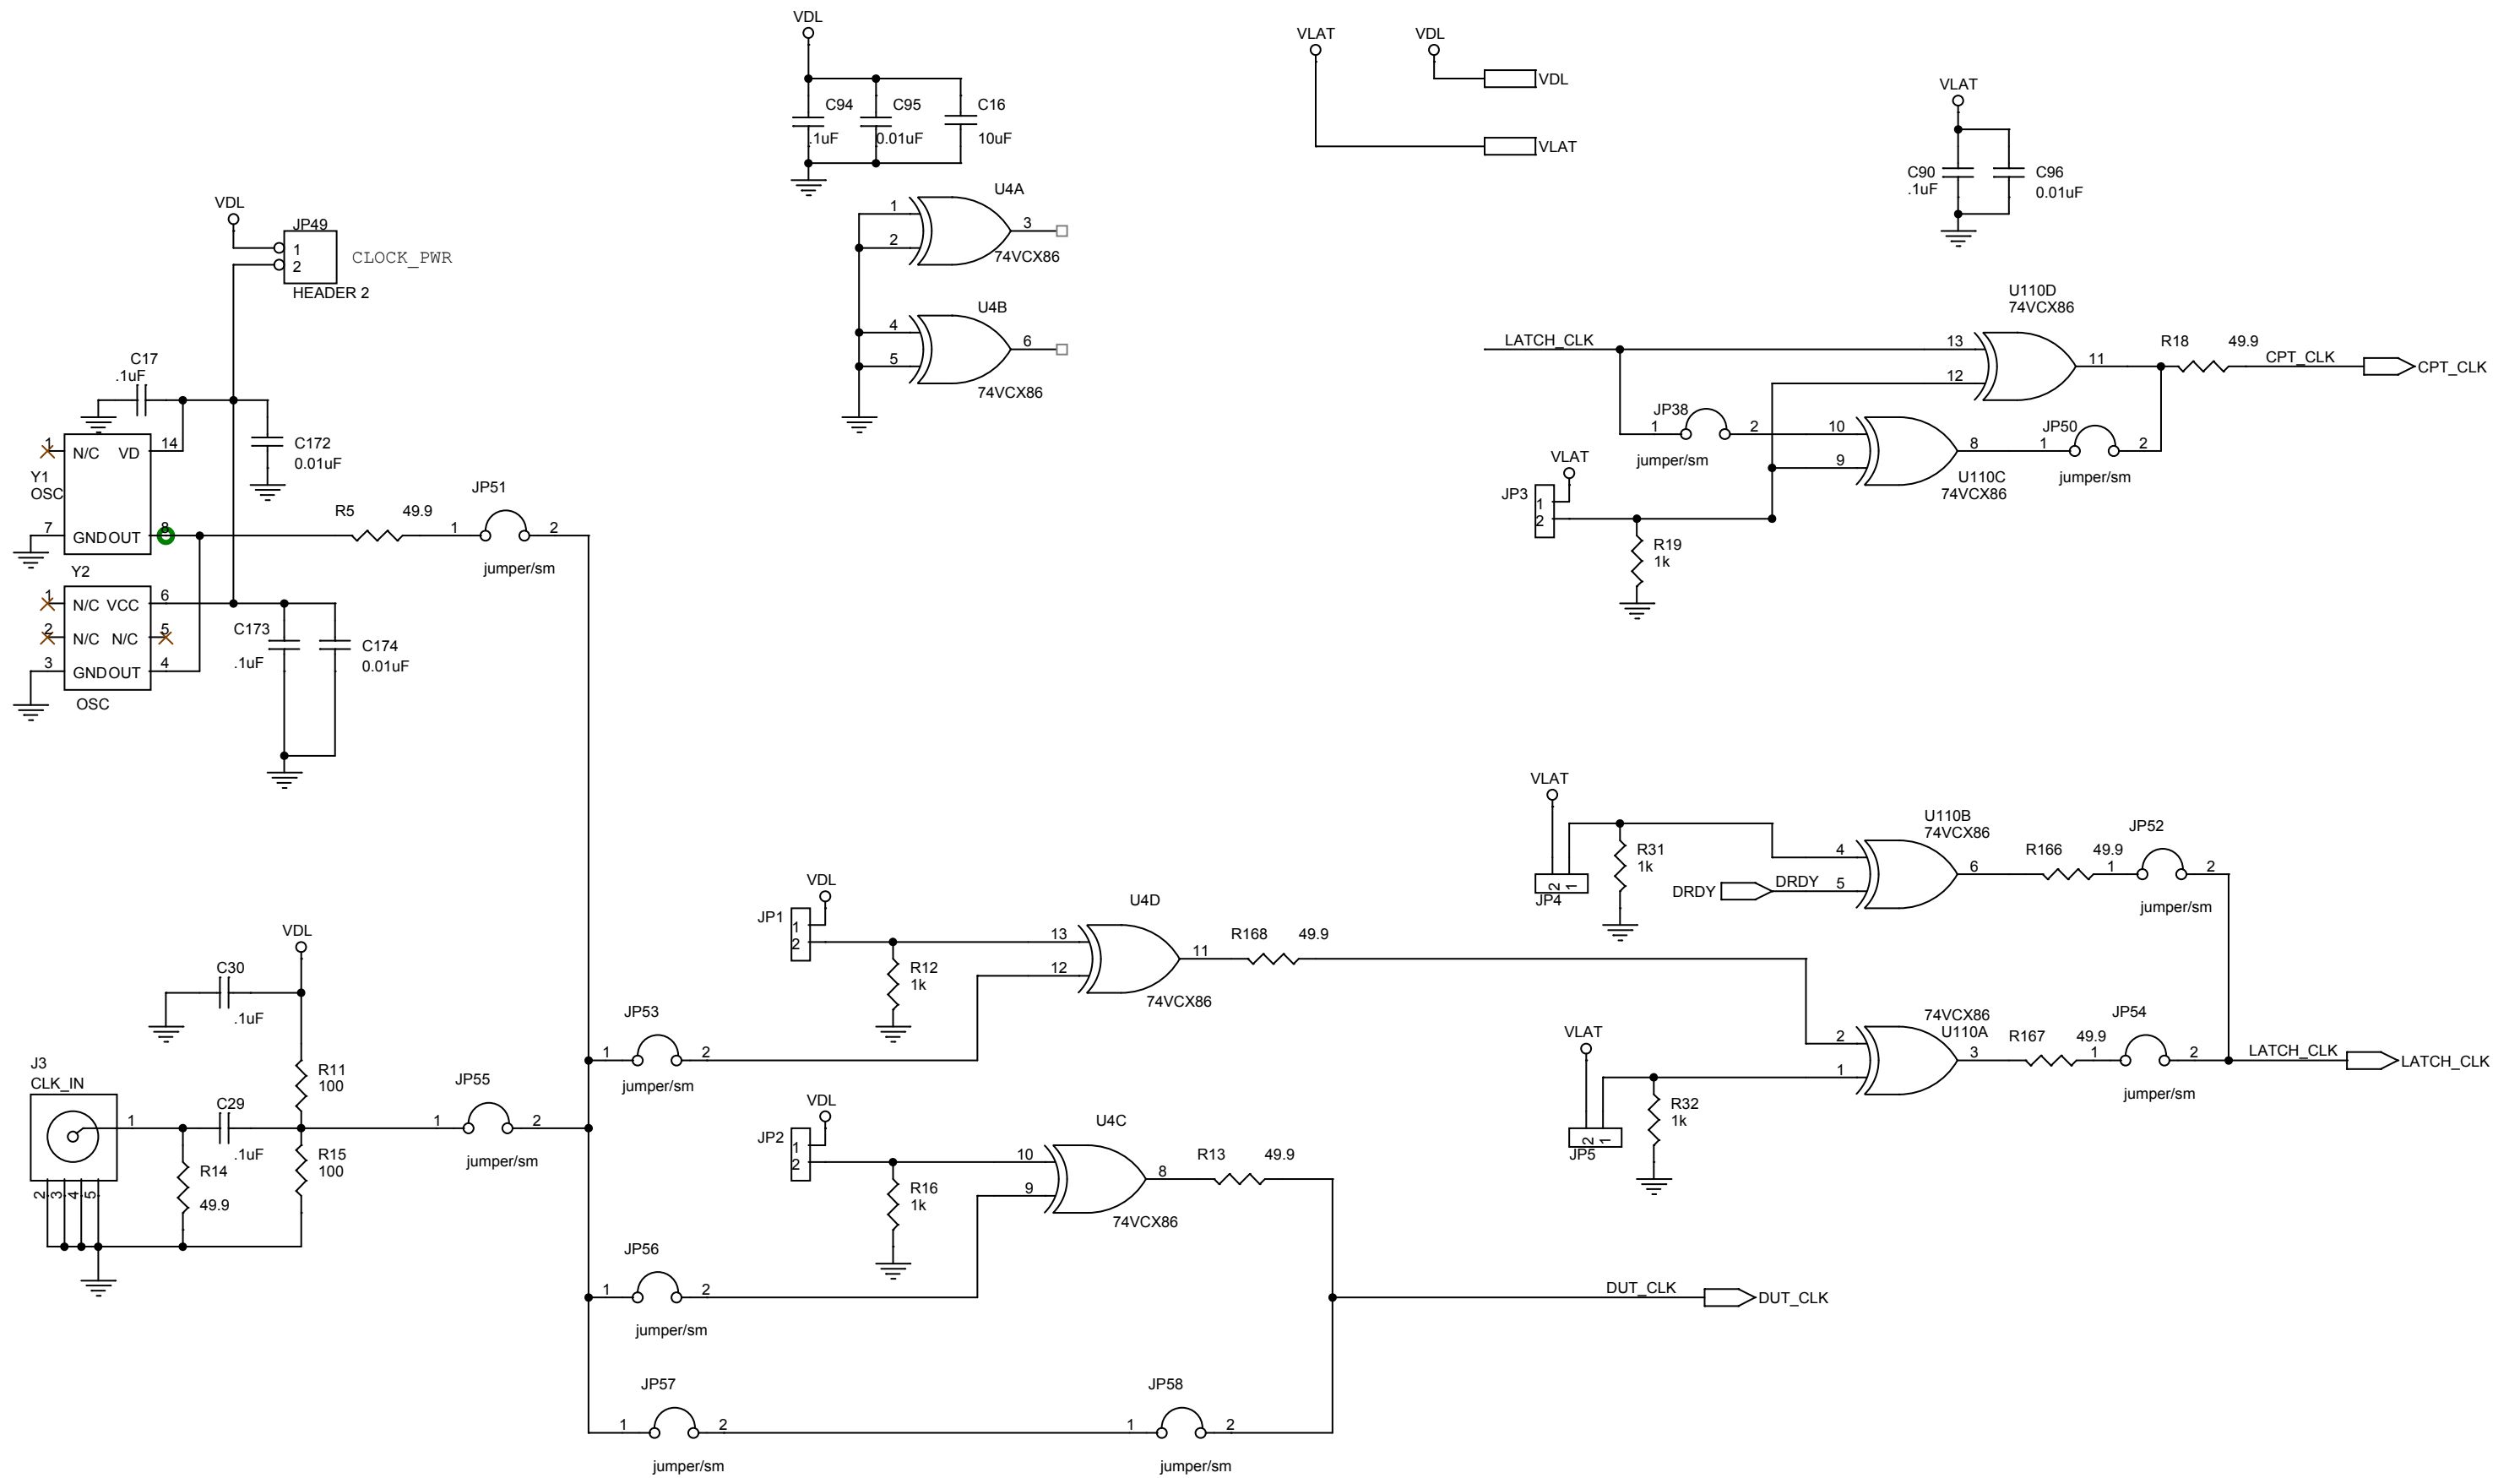 VDL
C94
.1uF
C95
0.01uF
C16
10uF
VLAT
VDL
VDL
VLAT
VLAT
C90
.1uF
C96
0.01uF
VDL
JP49
1
2
HEADER 2
CLOCK_PWR
U4A
1
2
3
74VCX86
U4B
4
5
6
74VCX86
LATCH_CLK
U110D
74VCX86
13
12
11
R18
49.9
CPT_CLK
CPT_CLK
JP38
1
2
jumper/sm
10
9
8
U110C
74VCX86
JP50
1
2
jumper/sm
VLAT
JP3
1
2
R19
1k
C17
.1uF
C172
0.01uF
1
N/C
VD
14
Y1
OSC
7
GND
OUT
8
R5
49.9
JP51
1
2
jumper/sm
Y2
1
N/C
VCC
6
2
N/C
N/C
5
3
GND
OUT
4
OSC
C173
.1uF
C174
0.01uF
VLAT
JP4
2
1
R31
1k
DRDY
DRDY
4
5
U110B
74VCX86
6
R166
49.9
JP52
1
2
jumper/sm
VDL
JP1
1
2
R12
1k
U4D
13
12
11
74VCX86
R168
49.9
VLAT
JP5
2
1
R32
1k
2
1
74VCX86
U110A
3
R167
49.9
JP54
1
2
jumper/sm
LATCH_CLK
LATCH_CLK
VDL
C30
.1uF
R11
100
J3
CLK_IN
1
2
3
4
5
C29
.1uF
R14
49.9
R15
100
JP55
1
2
jumper/sm
JP53
1
2
jumper/sm
VDL
JP2
1
2
R16
1k
U4C
10
9
8
74VCX86
R13
49.9
JP56
1
2
jumper/sm
DUT_CLK
DUT_CLK
JP57
1
2
jumper/sm
JP58
1
2
jumper/sm